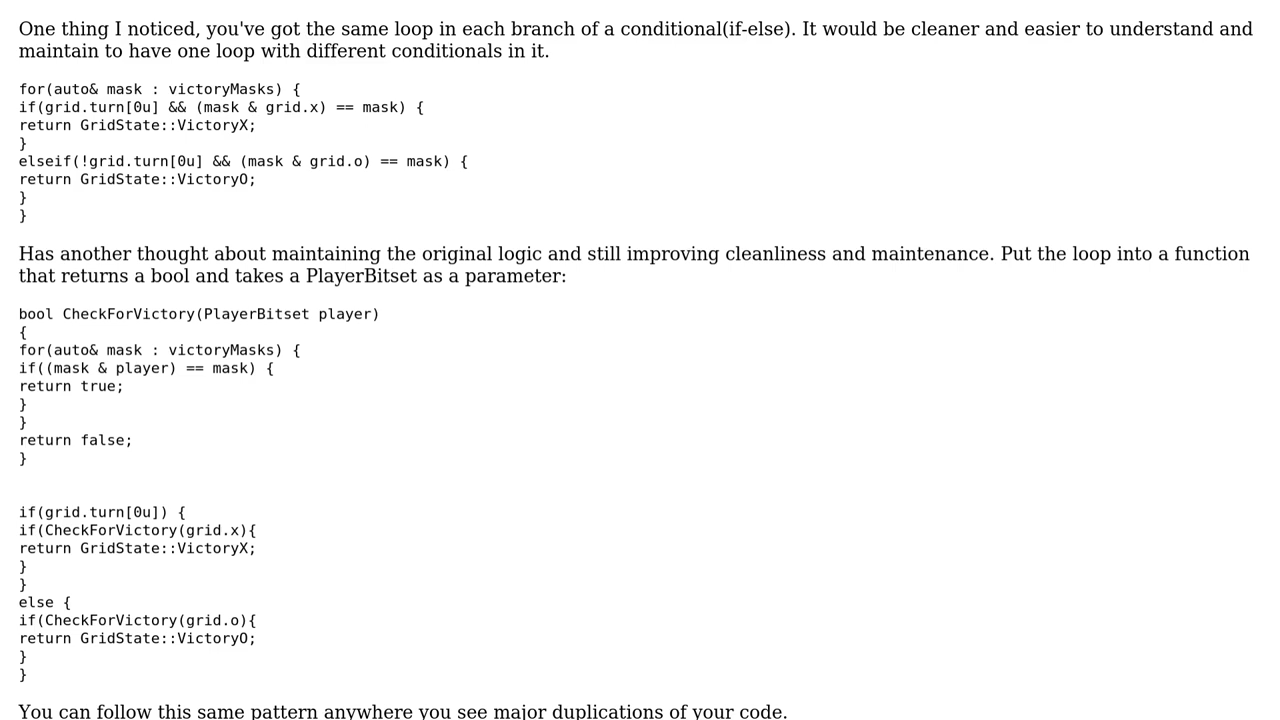 One thing I noticed, you've got the same loop in each branch of a conditional(if-else). It would be cleaner and easier to understand and
maintain to have one loop with different conditionals in it.
for(auto& mask : victoryMasks) {
if(grid.turn[0u] && (mask & grid.x) == mask) {
return GridState::VictoryX;
}
elseif(!grid.turn[0u] && (mask & grid.o) == mask) {
return GridState::VictoryO;
}
}
Has another thought about maintaining the original logic and still improving cleanliness and maintenance. Put the loop into a function
that returns a bool and takes a PlayerBitset as a parameter:
bool CheckForVictory(PlayerBitset player)
{
for(auto& mask : victoryMasks) {
if((mask & player) == mask) {
return true;
}
}
return false;
}
if(grid.turn[0u]) {
if(CheckForVictory(grid.x){
return GridState::VictoryX;
}
}
else {
if(CheckForVictory(grid.o){
return GridState::VictoryO;
}
}
You can follow this same pattern anywhere you see major duplications of your code.